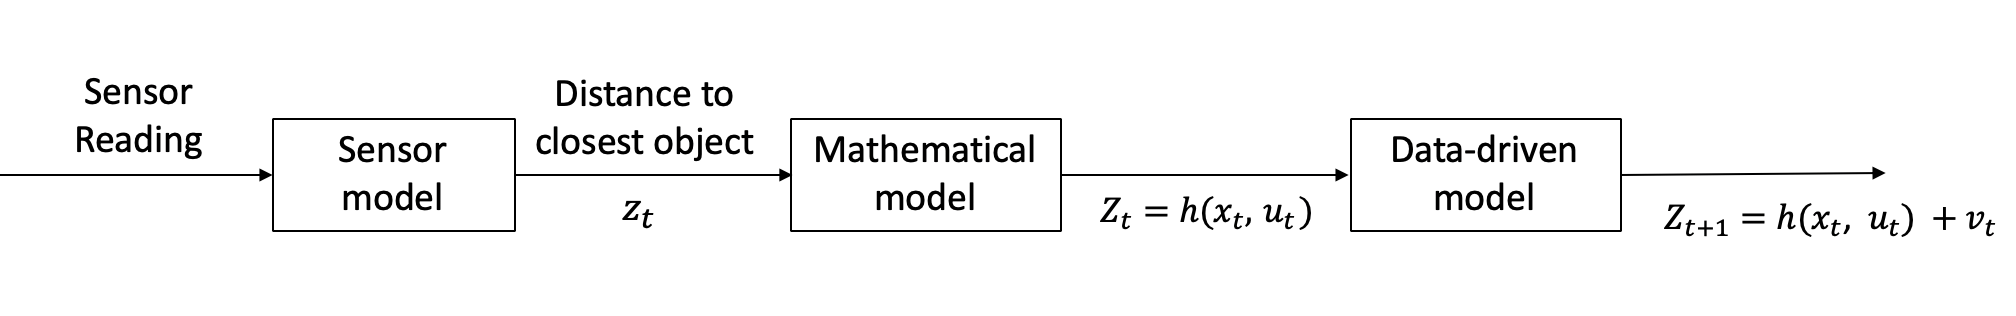 Sensor
Reading
Sensor
model
Distance to
closest object
z_t
Mathematical
model
Z_t = h(x_t, u_t)
Data-driven
model
Z_{t+1} = h(x_t, u_t) + v_t